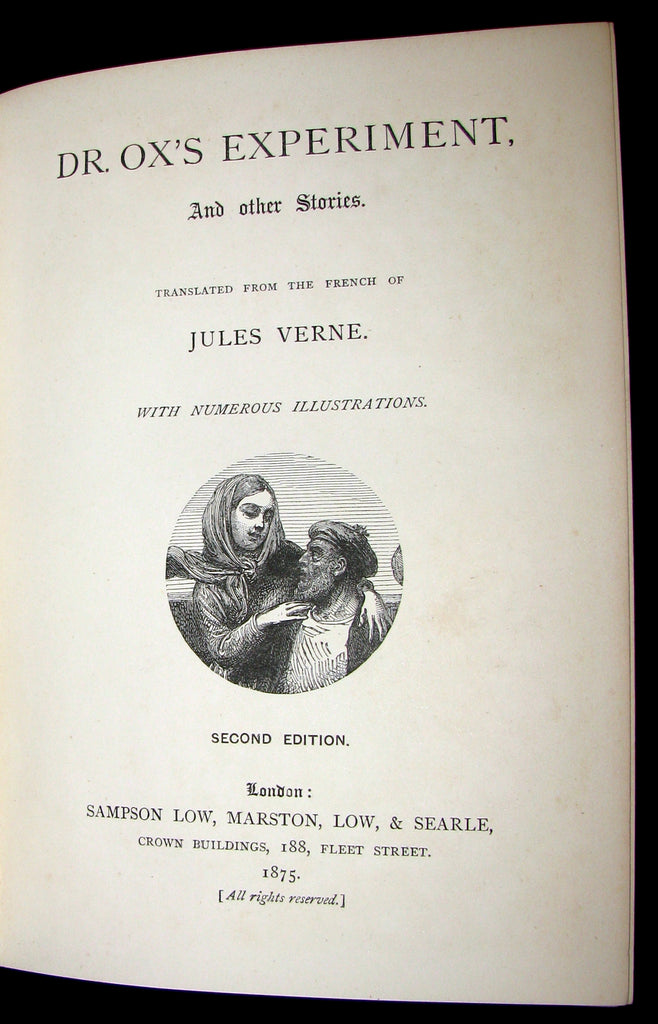 DR. OX'S EXPERIMENT,
And other Stories.
TRANSLATED FROM THE FRENCH OF
JULES VERNE.
WITH NUMEROUS ILLUSTRATIONS.
SECOND EDITION.
London:
SAMPSON LOW, MARSTON, LOW, & SEARLE,
CROWN BUILDINGS, 188, FLEET STREET.
1875.
[All rights reserved.]